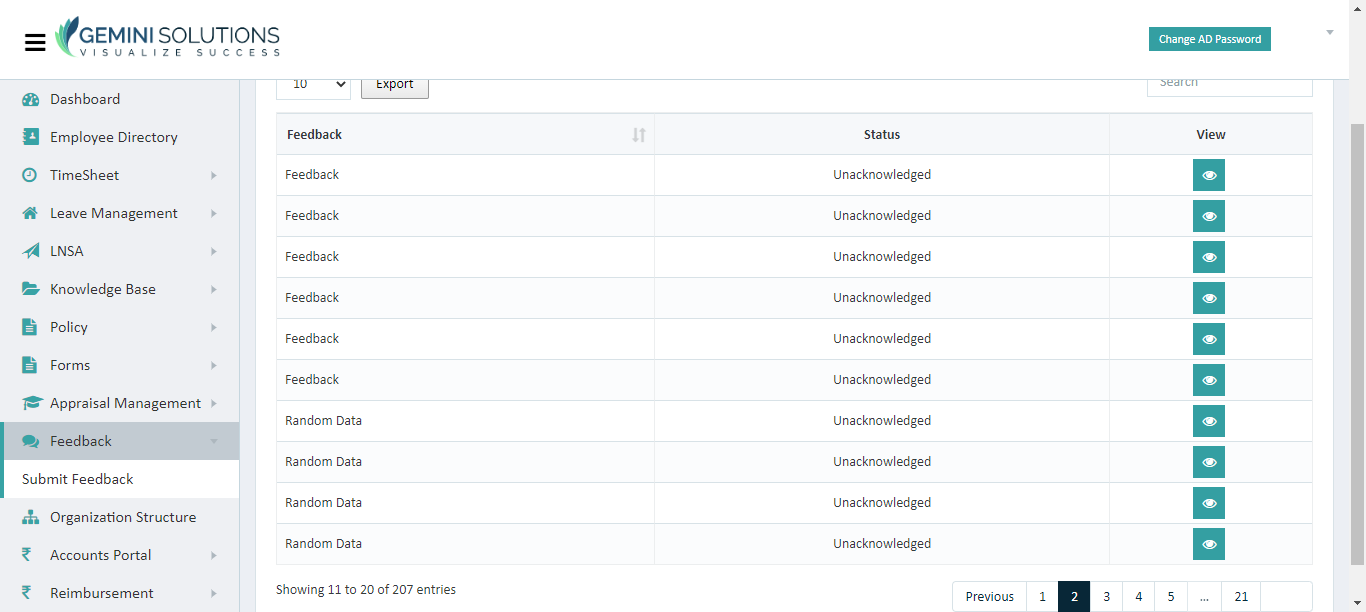 GEMINI SOLUTIONS
VISUALIZE SUCCESS
Change AD Password
10
Export
Search
Dashboard
Employee Directory
TimeSheet
Leave Management
LNSA
Knowledge Base
Policy
Forms
Appraisal Management
Feedback
Submit Feedback
Organization Structure
Accounts Portal
Reimbursement
Feedback Status View
Feedback Unacknowledged
Feedback Unacknowledged
Feedback Unacknowledged
Feedback Unacknowledged
Feedback Unacknowledged
Feedback Unacknowledged
Random Data Unacknowledged
Random Data Unacknowledged
Random Data Unacknowledged
Random Data Unacknowledged
Showing 11 to 20 of 207 entries
Previous 1 2 3 4 5 ... 21